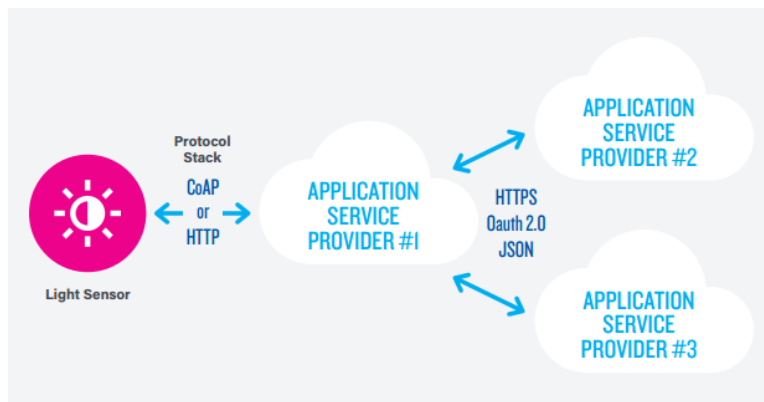 Protocol
Stack
CoAP
or
HTTP
Light Sensor
APPLICATION
SERVICE
PROVIDER #1
HTTPS
Oauth 2.0
JSON
APPLICATION
SERVICE
PROVIDER #2
APPLICATION
SERVICE
PROVIDER #3